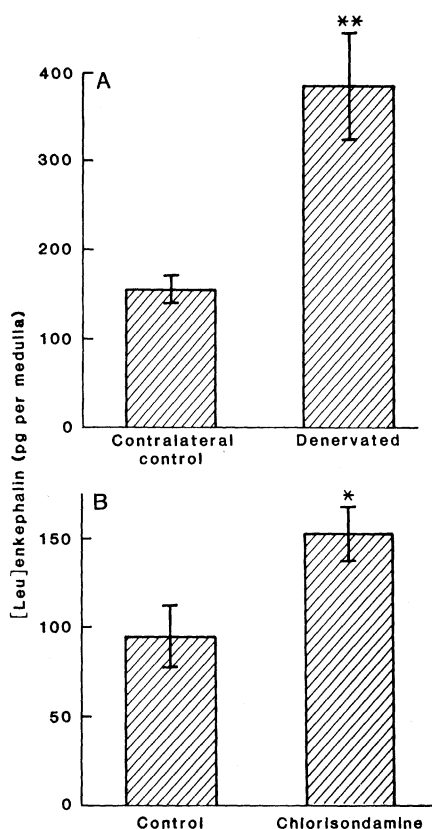 [Leu]enkephalin (pg per medulla)
A
**
400
300
200
100
0
Contralateral
control
Denervated
B
*
150
100
50
0
Control
Chlorisondamine